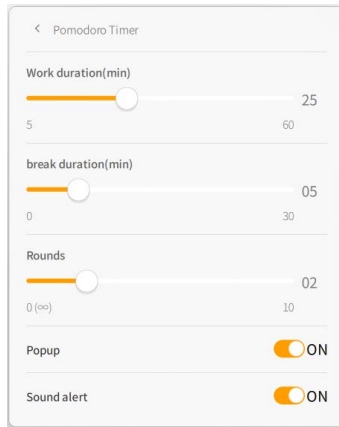 < Pomodoro Timer
Work duration(min)
25
5 60
break duration(min)
05
0 30
Rounds
02
0 (∞) 10
Popup ON
Sound alert ON